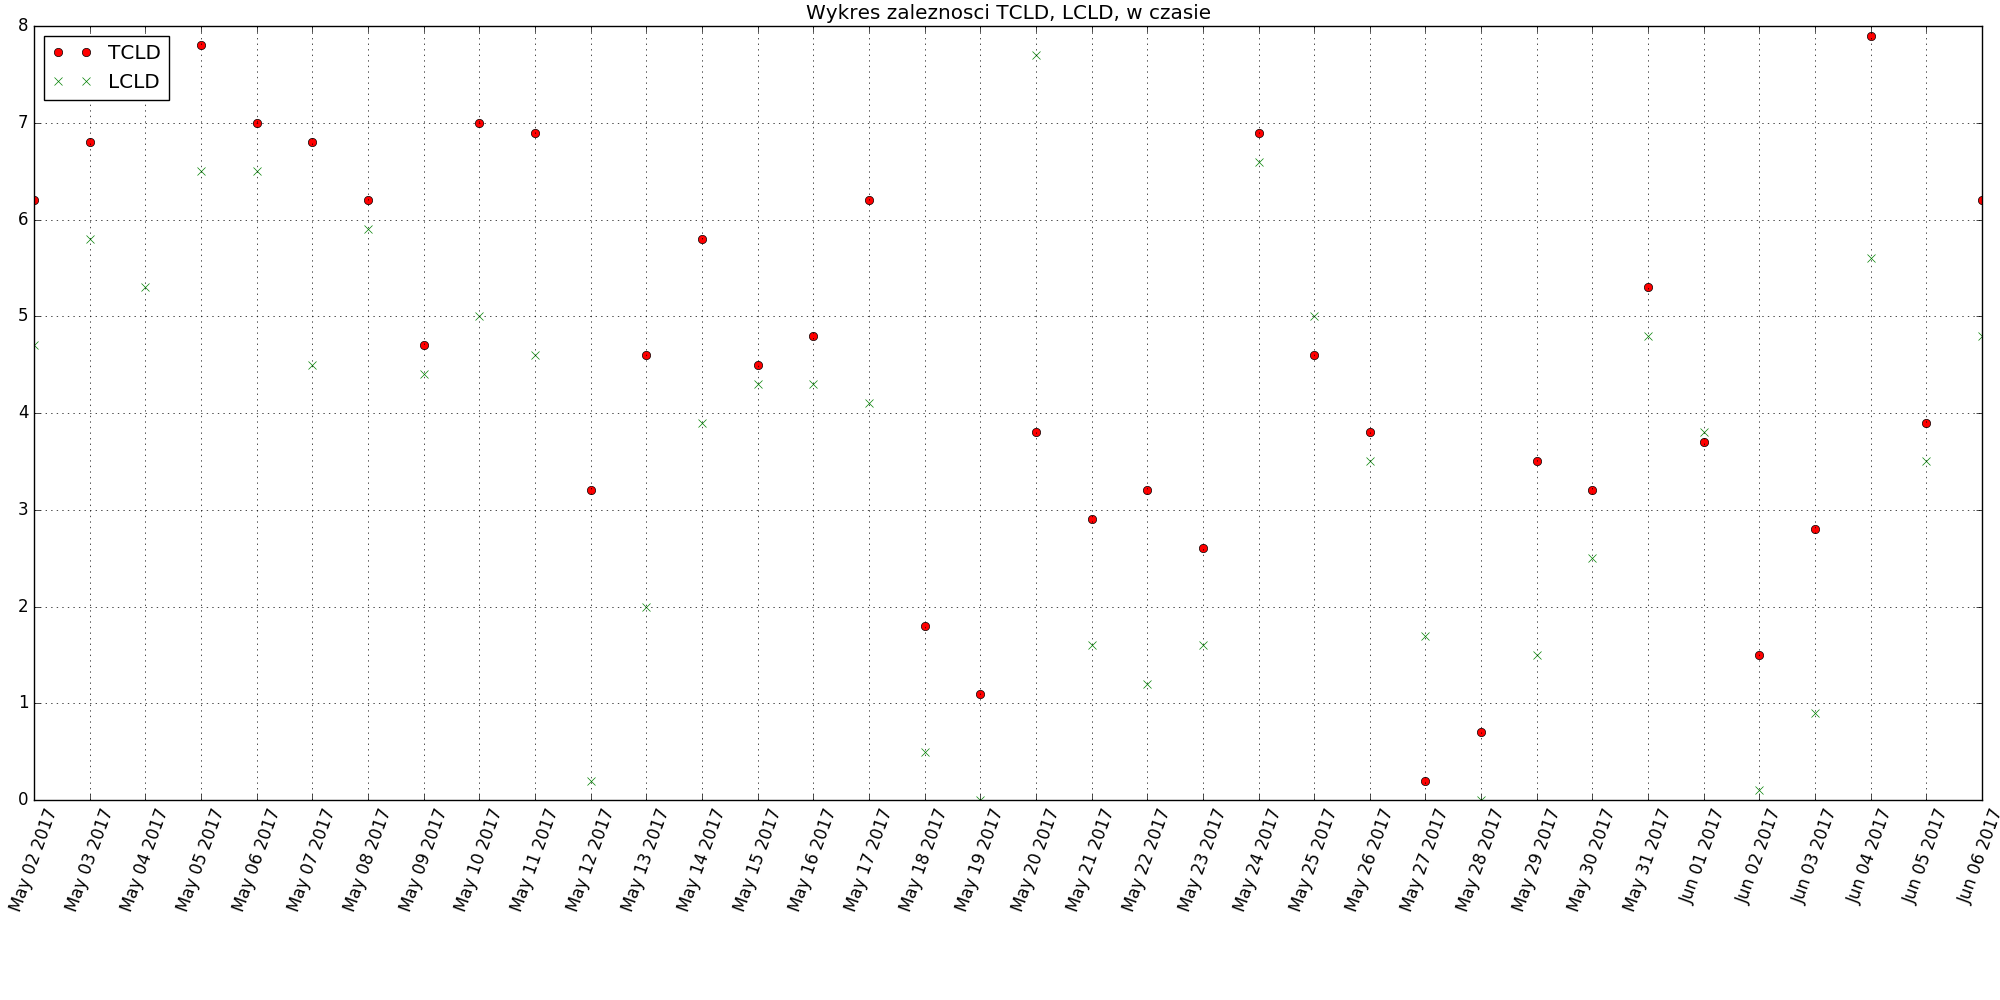 Wykres zaleznosci TCLD, LCLD, w czasie
TCLD
LCLD
8
7
6
5
4
3
2
1
0
May 02 2017
May 03 2017
May 04 2017
May 05 2017
May 06 2017
May 07 2017
May 08 2017
May 09 2017
May 10 2017
May 11 2017
May 12 2017
May 13 2017
May 14 2017
May 15 2017
May 16 2017
May 17 2017
May 18 2017
May 19 2017
May 20 2017
May 21 2017
May 22 2017
May 23 2017
May 24 2017
May 25 2017
May 26 2017
May 27 2017
May 28 2017
May 29 2017
May 30 2017
May 31 2017
Jun 01 2017
Jun 02 2017
Jun 03 2017
Jun 04 2017
Jun 05 2017
Jun 06 2017